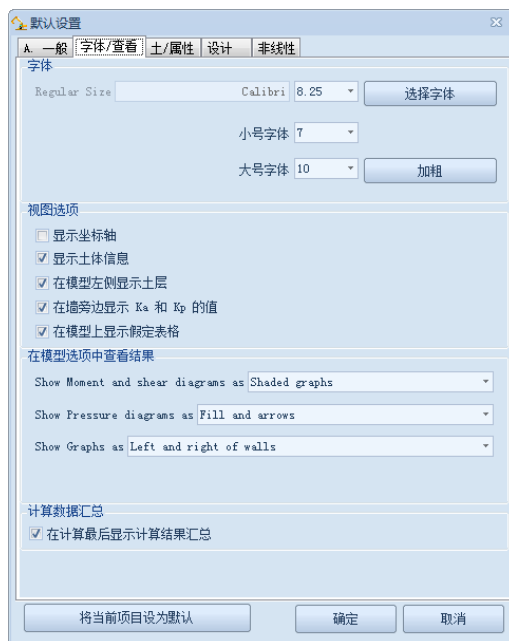 默认设置
A. 一般 字体/查看 土/属性 设计 非线性
字体
Regular Size Calibri 8.25 选择字体
小号字体 7
大号字体 10 加粗
视图选项
显示坐标轴
显示土体信息
在模型左侧显示土层
在墙旁边显示 Ka 和 Kp 的值
在模型上显示假定表格
在模型选项中查看结果
Show Moment and shear diagrams as Shaded graphs
Show Pressure diagrams as Fill and arrows
Show Graphs as Left and right of walls
计算数据汇总
在计算最后显示计算结果汇总
将当前项目设为默认 确定 取消